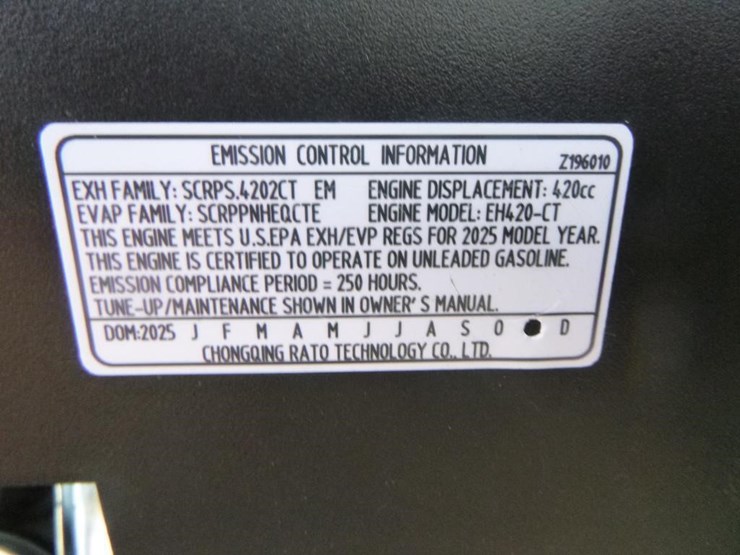 EMISSION CONTROL INFORMATION Z196010
EXH FAMILY: SCRPS.4202CT EM ENGINE DISPLACEMENT: 420cc
EVAP FAMILY: SCRPPNHEQCTE ENGINE MODEL: EH420-CT
THIS ENGINE MEETS U.S.EPA EXH/EVP REGS FOR 2025 MODEL YEAR.
THIS ENGINE IS CERTIFIED TO OPERATE ON UNLEADED GASOLINE.
EMISSION COMPLIANCE PERIOD = 250 HOURS.
TUNE-UP/MAINTENANCE SHOWN IN OWNER'S MANUAL.
DOM:2025 J F M A M J J A S O D
CHONGQING RATO TECHNOLOGY CO., LTD.